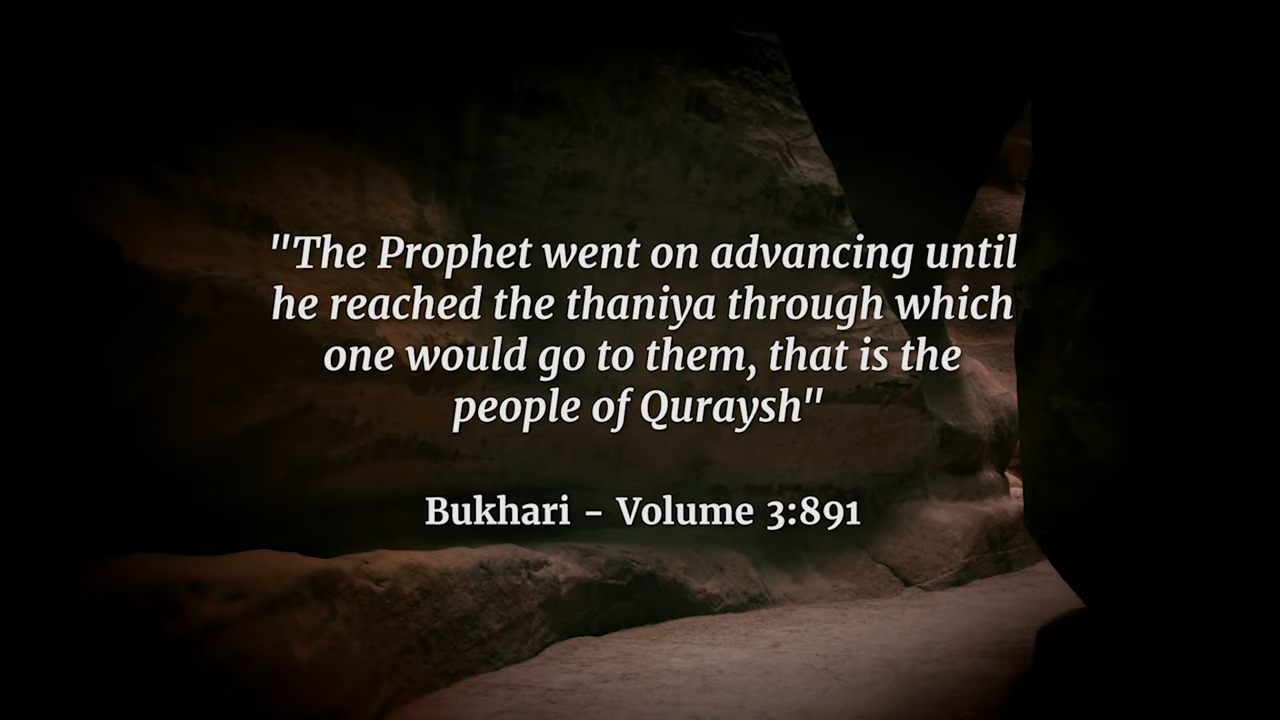 "The Prophet went on advancing until
he reached the thaniya through which
one would go to them, that is the
people of Quraysh"
Bukhari - Volume 3:891